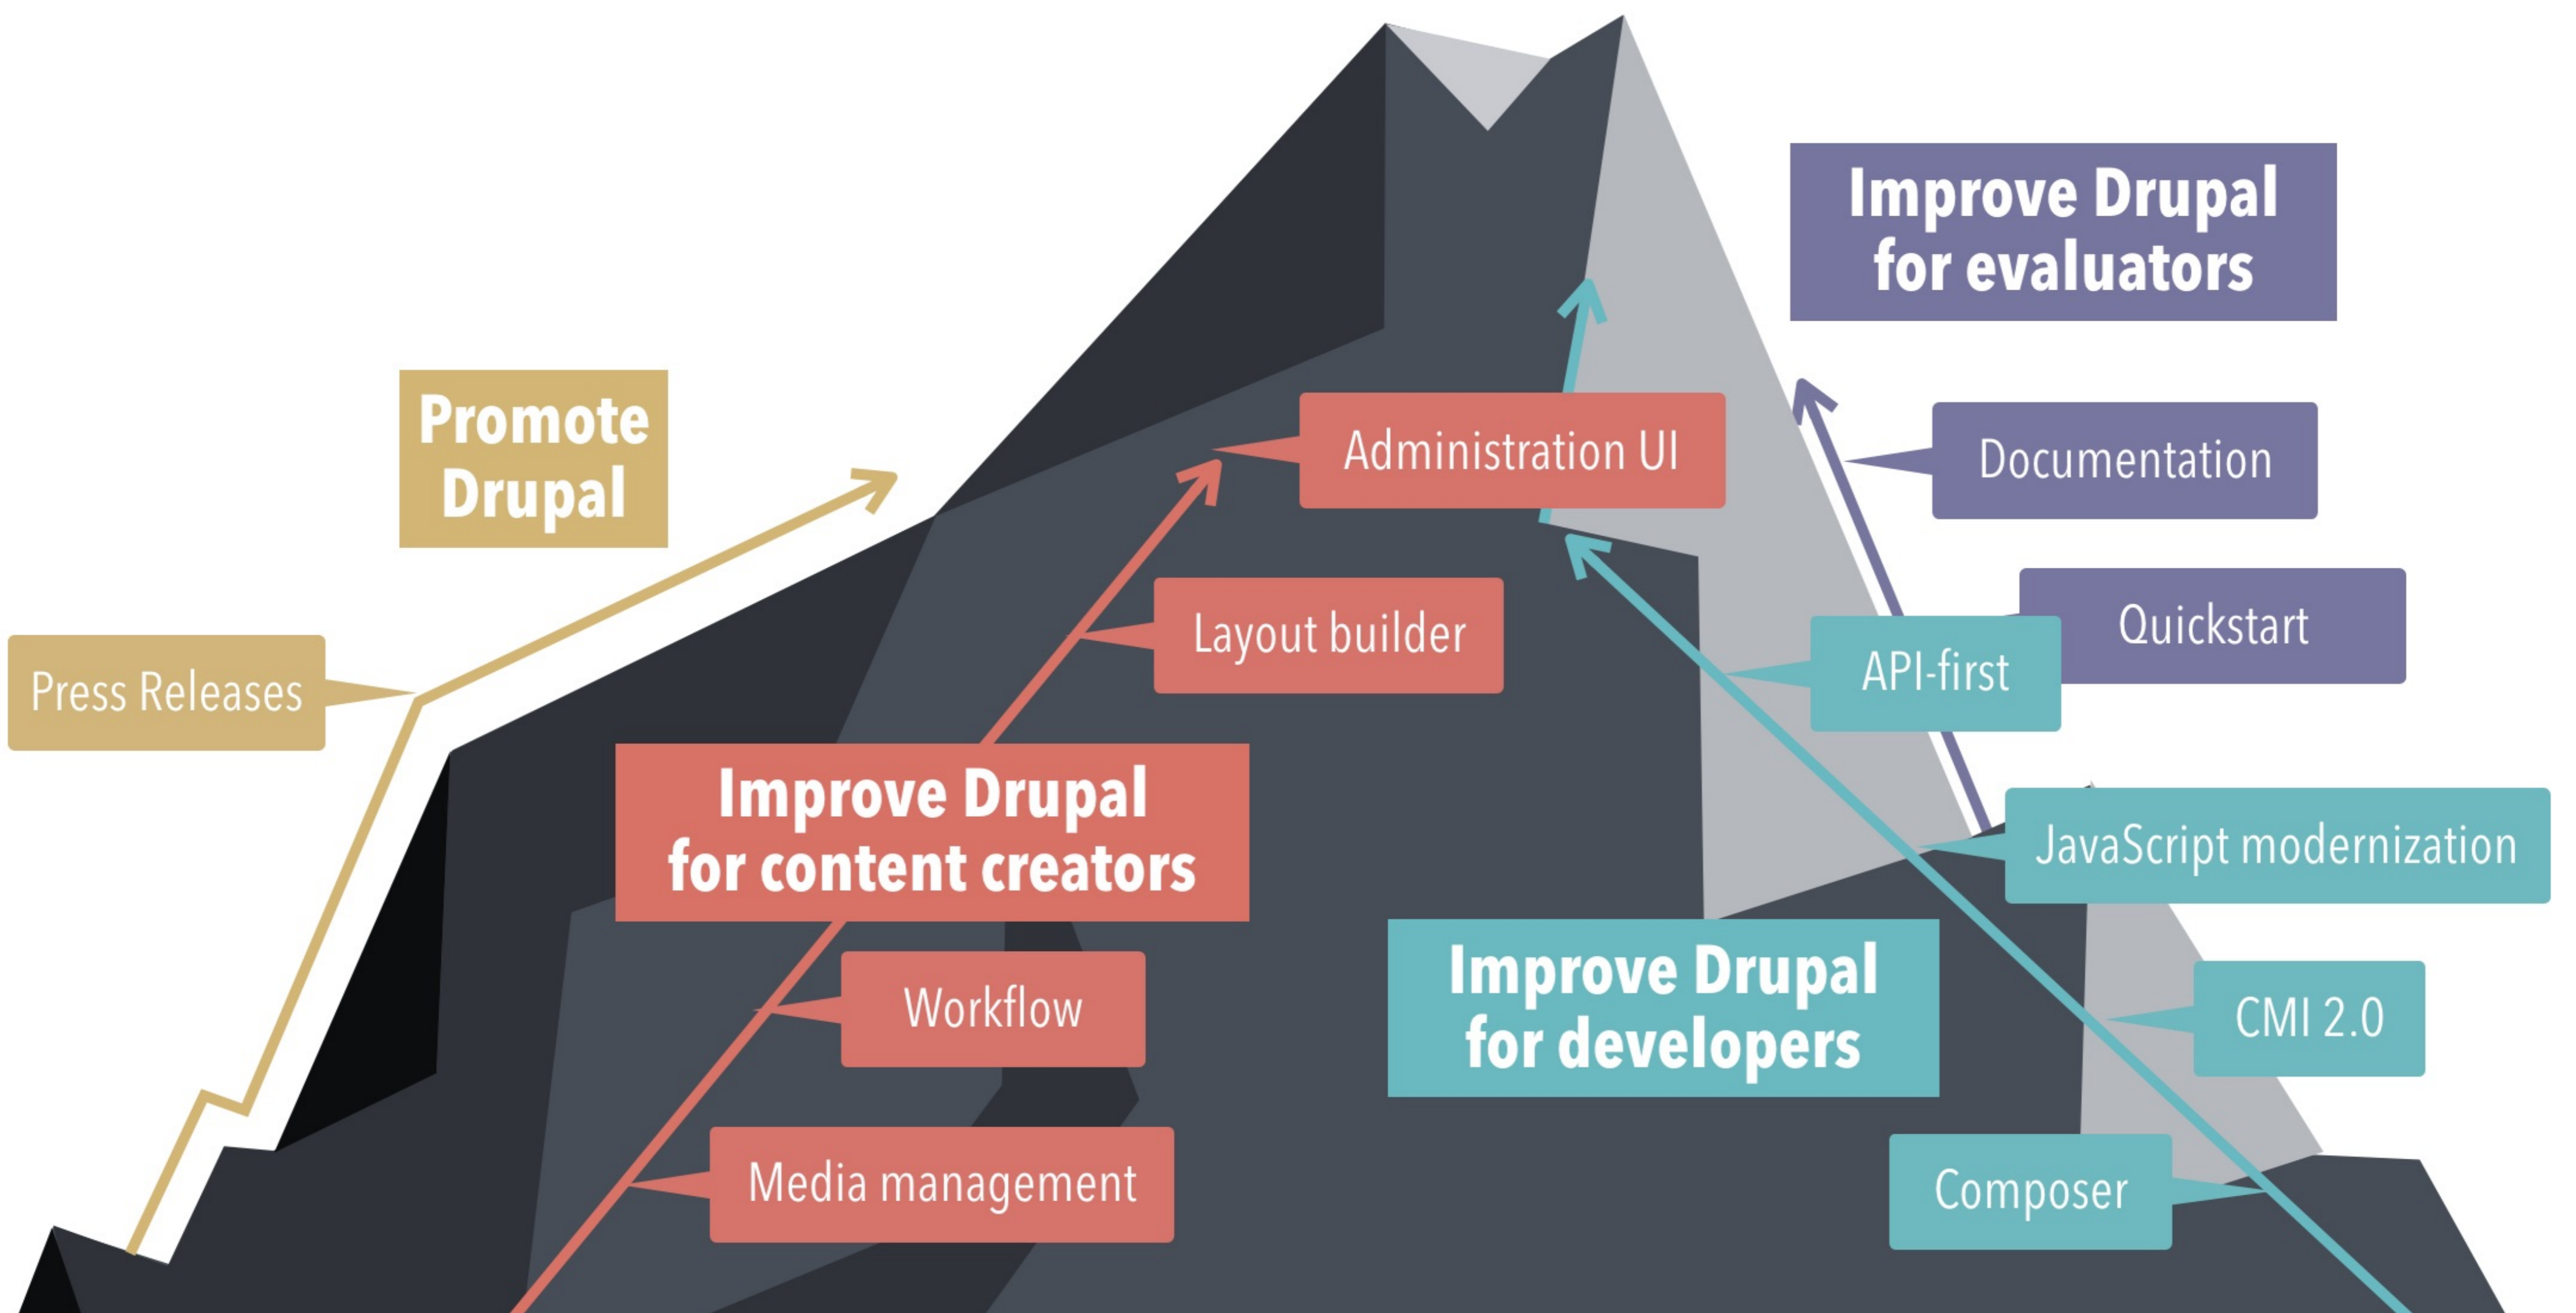 Improve Drupal
for evaluators
Promote
Drupal
Administration UI
Documentation
Layout builder
Quickstart
Press Releases
API-first
Improve Drupal
for content creators
JavaScript modernization
Improve Drupal
for developers
Workflow
CMI 2.0
Media management
Composer